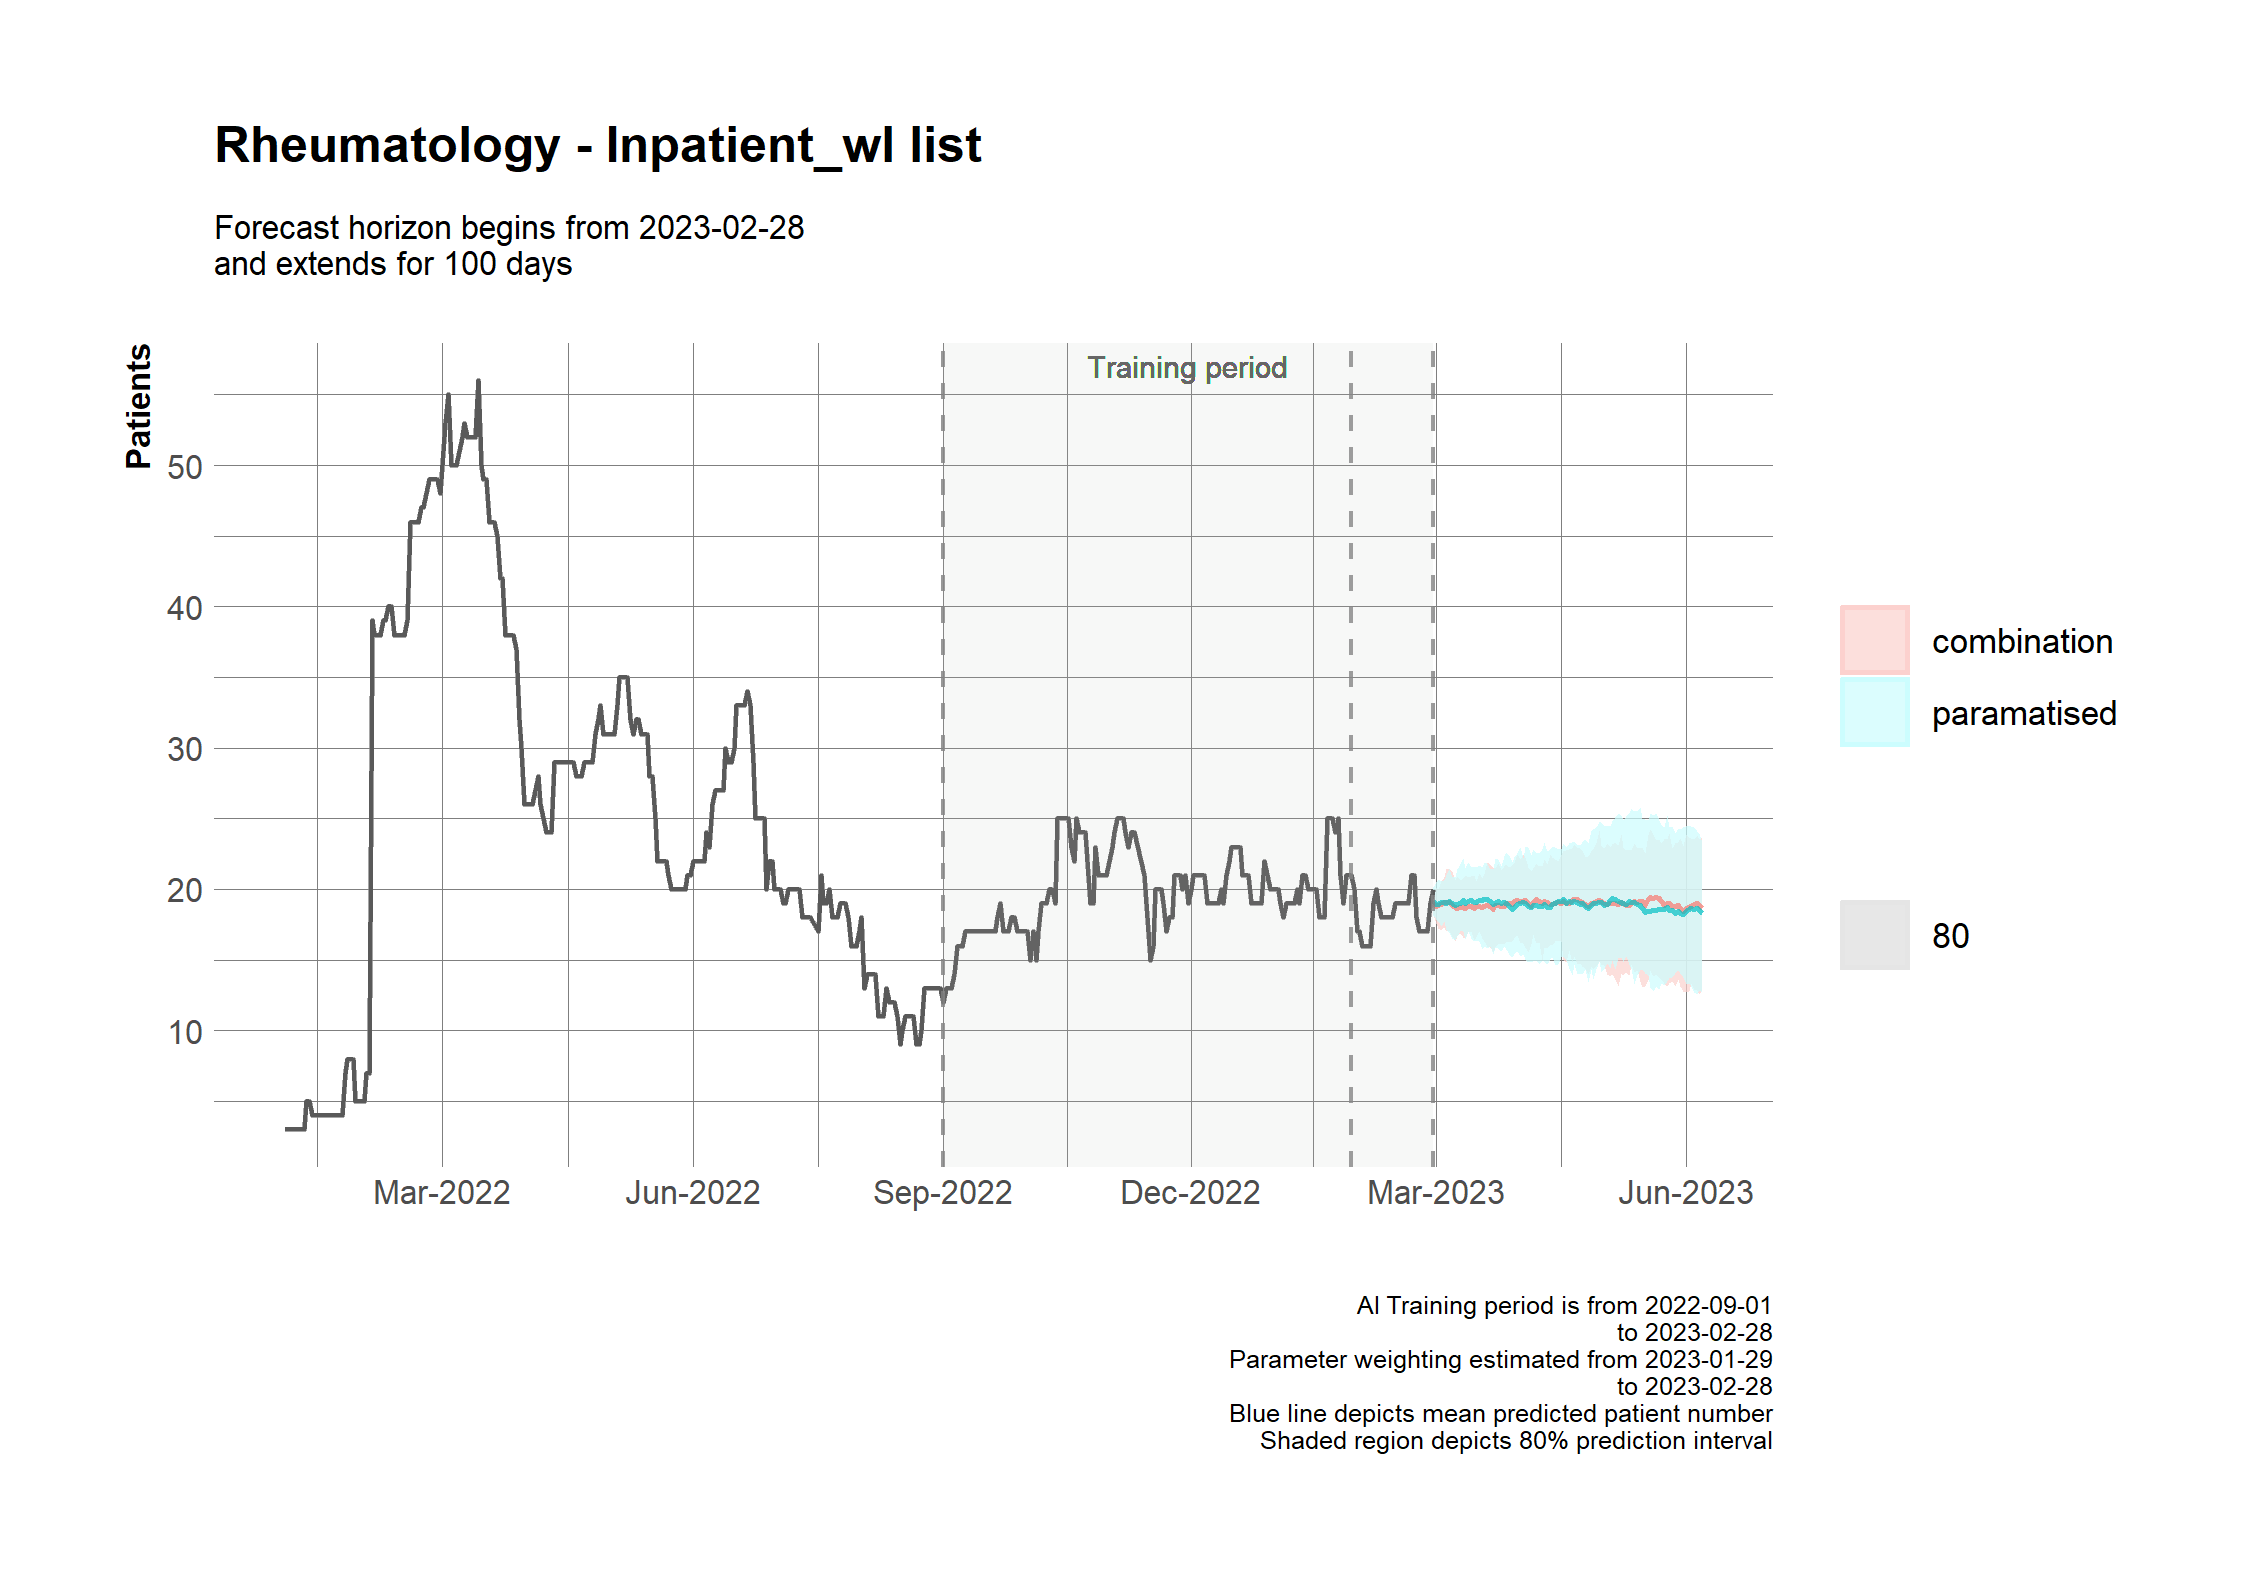 Rheumatology - Inpatient_wl list
Forecast horizon begins from 2023-02-28
and extends for 100 days
Patients
Training period
50
40
30
20
10
Mar-2022
Jun-2022
Sep-2022
Dec-2022
Mar-2023
Jun-2023
combination
paramatised
80
AI Training period is from 2022-09-01
to 2023-02-28
Parameter weighting estimated from 2023-01-29
to 2023-02-28
Blue line depicts mean predicted patient number
Shaded region depicts 80% prediction interval